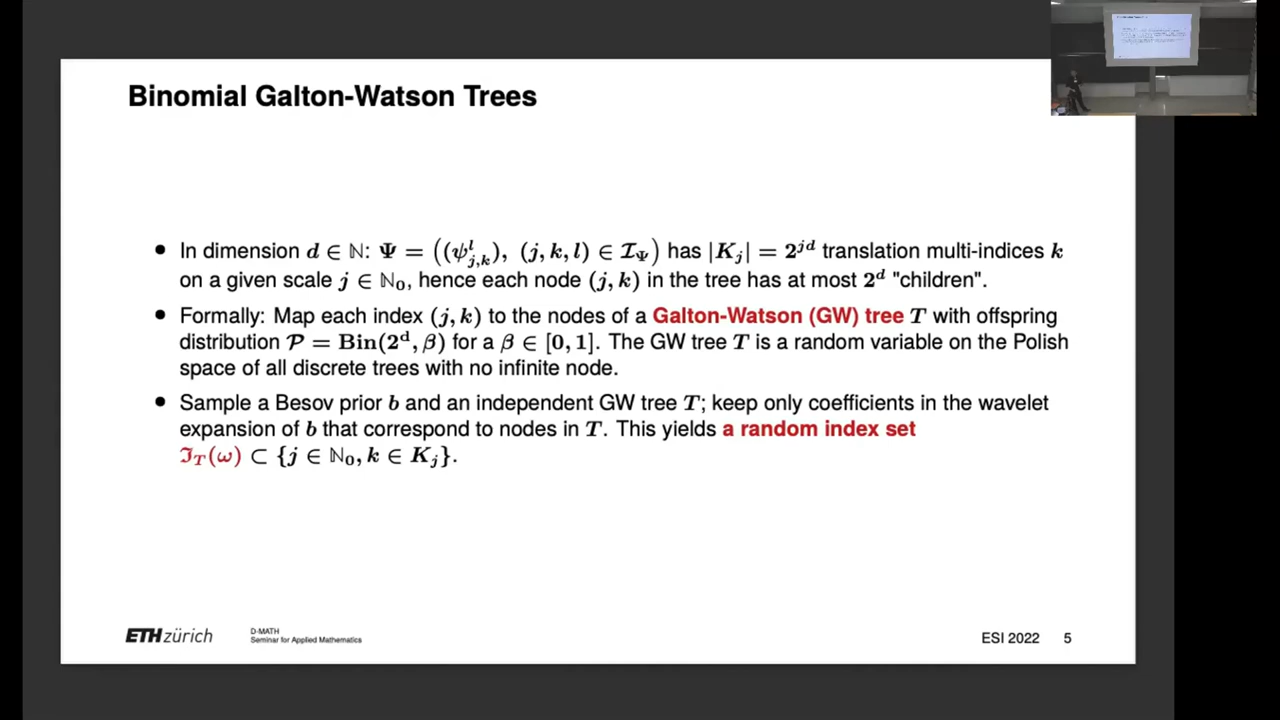 Binomial Galton-Watson Trees
• In dimension d ∈ ℕ: Ψ = ((ψ^l_{j,k}), (j, k, l) ∈ 𝓘_Ψ) has |K_j| = 2^{jd} translation multi-indices k
on a given scale j ∈ ℕ₀, hence each node (j, k) in the tree has at most 2^d "children".
• Formally: Map each index (j, k) to the nodes of a Galton-Watson (GW) tree T with offspring
distribution 𝒫 = Bin(2^d, β) for a β ∈ [0, 1]. The GW tree T is a random variable on the Polish
space of all discrete trees with no infinite node.
• Sample a Besov prior b and an independent GW tree T; keep only coefficients in the wavelet
expansion of b that correspond to nodes in T. This yields a random index set
ℑ_T(ω) ⊂ {j ∈ ℕ₀, k ∈ K_j}.
ETH zürich
D-MATH
Seminar for Applied Mathematics
ESI 2022 5